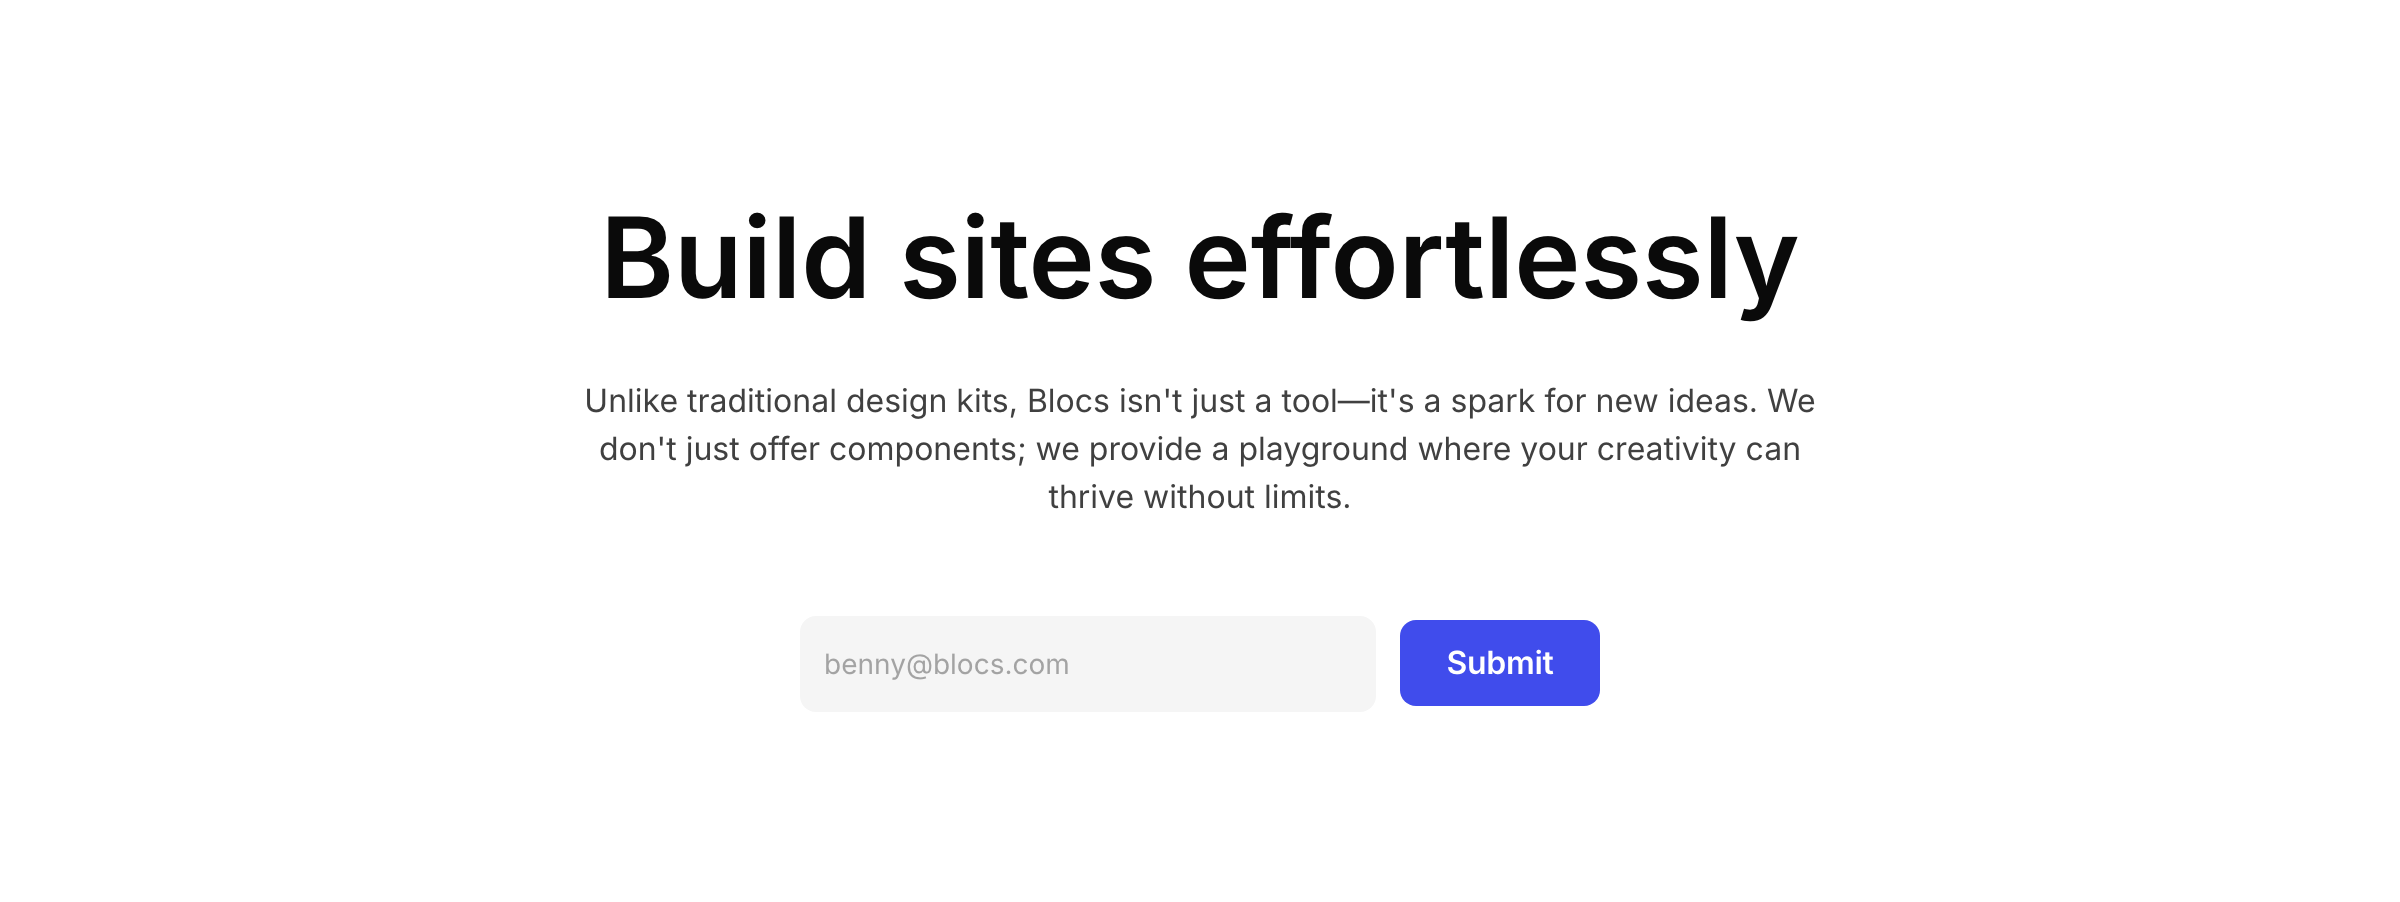 Build sites effortlessly
Unlike traditional design kits, Blocs isn't just a tool—it's a spark for new ideas. We
don't just offer components; we provide a playground where your creativity can
thrive without limits.
benny@blocs.com
Submit